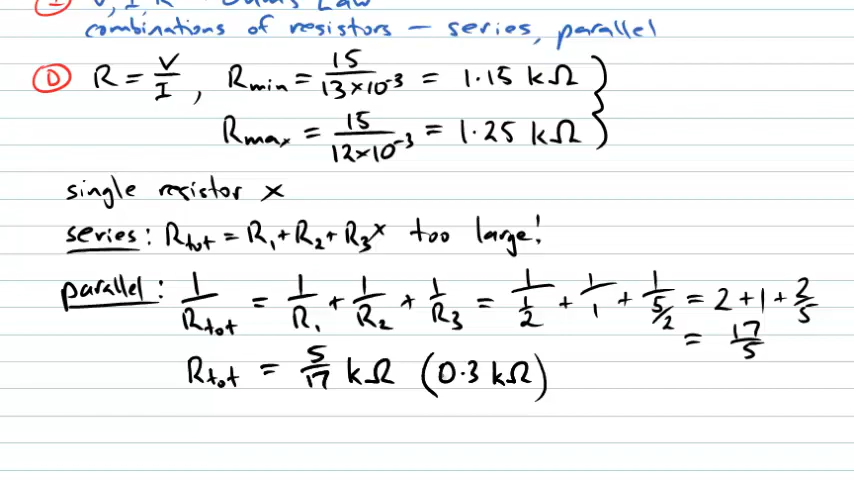 I V, I, R - Ohms Law
combinations of resistors – series, parallel
D R = V/I, Rmin = 15/13×10⁻³ = 1.15 kΩ
Rmax = 15/12×10⁻³ = 1.25 kΩ }
single resistor ×
series: Rtot = R₁+R₂+R₃ × too large!
parallel: 1/Rtot = 1/R₁ + 1/R₂ + 1/R₃ = 1/(1/2) + 1/1 + 1/(5/2) = 2+1+2/5
= 17/5
Rtot = 5/17 kΩ (0.3 kΩ)